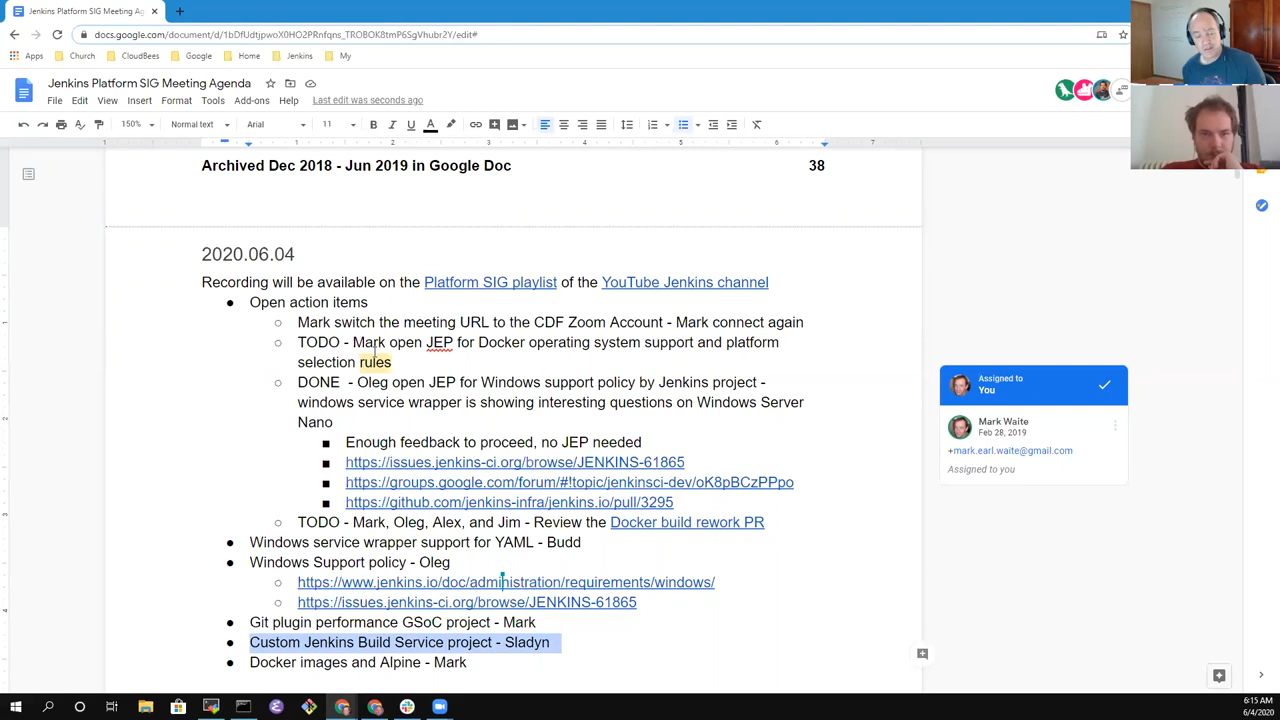 Jenkins Platform SIG Meeting Ag
docs.google.com/document/d/1bDfUdtjpwoX0HO2PRnfqns_TROBOK8tmP6SgVhubr2Y/edit#
Apps Church CloudBees Google Home Jenkins My
Jenkins Platform SIG Meeting Agenda
File Edit View Insert Format Tools Add-ons Help Last edit was seconds ago
150% Normal text Arial 11 B I U A
1 1 2 3 4 5 6 7
Archived Dec 2018 - Jun 2019 in Google Doc 38
2020.06.04
Recording will be available on the Platform SIG playlist of the YouTube Jenkins channel
● Open action items
○ Mark switch the meeting URL to the CDF Zoom Account - Mark connect again
○ TODO - Mark open JEP for Docker operating system support and platform
selection rules
○ DONE - Oleg open JEP for Windows support policy by Jenkins project -
windows service wrapper is showing interesting questions on Windows Server
Nano
■ Enough feedback to proceed, no JEP needed
■ https://issues.jenkins-ci.org/browse/JENKINS-61865
■ https://groups.google.com/forum/#!topic/jenkinsci-dev/oK8pBCzPPpo
■ https://github.com/jenkins-infra/jenkins.io/pull/3295
○ TODO - Mark, Oleg, Alex, and Jim - Review the Docker build rework PR
● Windows service wrapper support for YAML - Budd
● Windows Support policy - Oleg
○ https://www.jenkins.io/doc/administration/requirements/windows/
○ https://issues.jenkins-ci.org/browse/JENKINS-61865
● Git plugin performance GSoC project - Mark
● Custom Jenkins Build Service project - Sladyn
● Docker images and Alpine - Mark
Assigned to
You
Mark Waite
Feb 28, 2019
+mark.earl.waite@gmail.com
Assigned to you
6:15 AM
6/4/2020